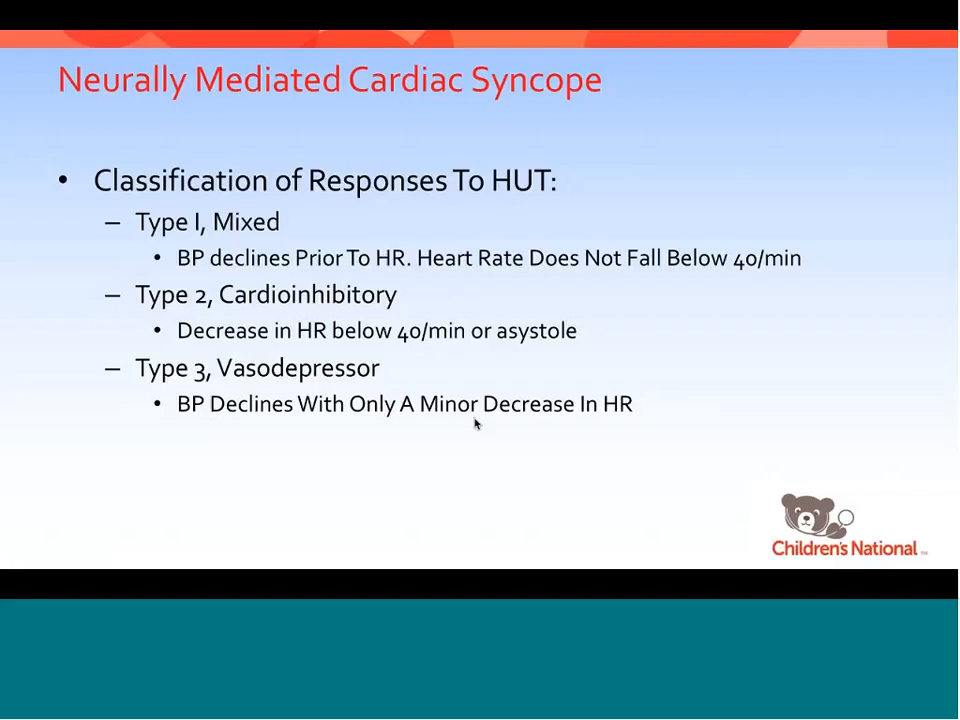 Neurally Mediated Cardiac Syncope
• Classification of Responses To HUT:
– Type I, Mixed
• BP declines Prior To HR. Heart Rate Does Not Fall Below 40/min
– Type 2, Cardioinhibitory
• Decrease in HR below 40/min or asystole
– Type 3, Vasodepressor
• BP Declines With Only A Minor Decrease In HR
Children's National ™